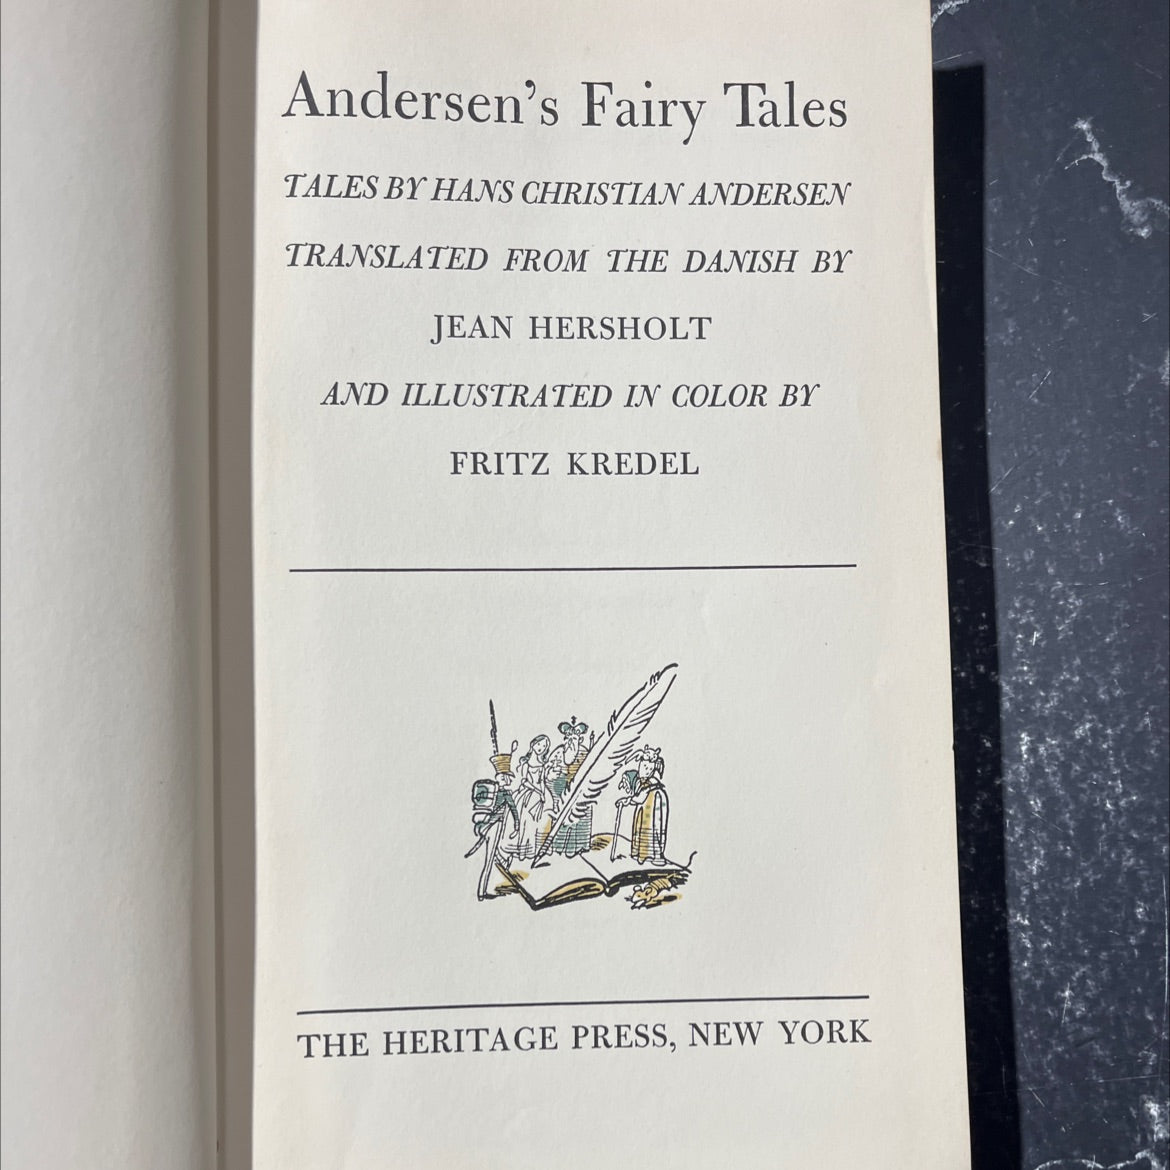 Andersen's Fairy Tales
TALES BY HANS CHRISTIAN ANDERSEN
TRANSLATED FROM THE DANISH BY
JEAN HERSHOLT
AND ILLUSTRATED IN COLOR BY
FRITZ KREDEL
THE HERITAGE PRESS, NEW YORK